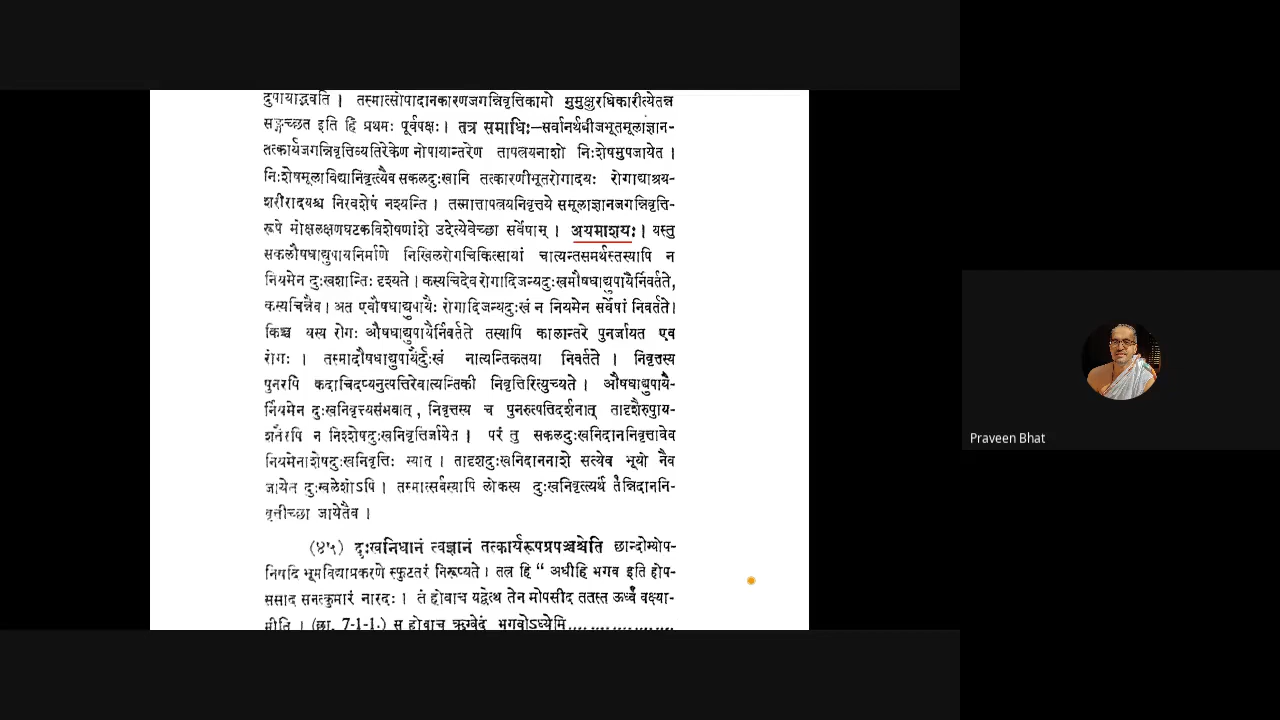 दुपायाद्भवति । तस्मात्सोपादानकारणजगन्निवृत्तिकामो मुमुक्षुरधिकारीत्येतन्न
सङ्गच्छत इति हि प्रथमः पूर्वपक्षः । तत्र समाधिः—सर्वानर्थबीजभूतमूलाज्ञान-
तत्कार्यजगन्निवृत्तिव्यतिरेकेण नोपायान्तरेण तापत्रयनाशो निःशेषमुपजायेत ।
निःशेषमूलाविद्यानिवृत्त्यैव सकलदुःखानि तत्कारणीभूतरोगादयः रोगाद्याश्रय-
शरीरादयश्च निरवशेषं नश्यन्ति । तस्मात्तापत्रयनिवृत्तये समूलाज्ञानजगन्निवृत्ति-
रूपे मोक्षलक्षणघटकविशेषणांशे उदेत्येवेच्छा सर्वेषाम् । अयमाशयः । यस्तु
सकलौषधाद्युपायनिर्माणे निखिलरोगचिकित्सायां चात्यन्तसमर्थस्तस्यापि न
नियमेन दुःखशान्तिः दृश्यते । कस्यचिदेव रोगादिजन्यदुःखमौषधाद्युपायैर्निवर्तते,
कस्यचिन्नैव । अत एवौषधाद्युपायैः रोगादिजन्यदुःखं न नियमेन सर्वेषां निवर्तते ।
किञ्च यस्य रोगः औषधाद्युपायैर्निवर्तते तस्यापि कालान्तरे पुनर्जायत एव
रोगः । तस्मादौषधाद्युपायैर्दुःखं नात्यन्तिकतया निवर्तते । निवृत्तस्य
पुनरपि कदाचिदप्यनुत्पत्तिरेवात्यन्तिकी निवृत्तिरित्युच्यते । औषधाद्युपायै-
र्नियमेन दुःखनिवृत्त्यसंभवात्, निवृत्तस्य च पुनरुत्पत्तिदर्शनात् तादृशैरुपाय-
शतैरपि न निश्शेषदुःखनिवृत्तिर्जायेत । परं तु सकलदुःखनिदाननिवृत्तावेव
नियमेनाशेषदुःखनिवृत्तिः स्यात् । तादृशदुःखनिदाननाशे सत्येव भूयो नैव
जायेत दुःखलेशोऽपि । तस्मात्सर्वस्यापि लोकस्य दुःखनिवृत्त्यर्थं तन्निदाननि-
वृत्तीच्छा जायेतैव ।
(४५) दुःखनिधानं त्वज्ञानं तत्कार्यरूपप्रपञ्चश्चेति छान्दोग्योप-
निषदि भूमविद्याप्रकरणे स्फुटतरं निरूप्यते । तत्र हि “ अधीहि भगव इति होप-
ससाद सनत्कुमारं नारदः । तं होवाच यद्वेत्थ तेन मोपसीद ततस्त ऊर्ध्वं वक्ष्या-
मीति । (छा. 7-1-1.) स होवाच ऋग्वेदं भगवोऽध्येमि..................
Praveen Bhat